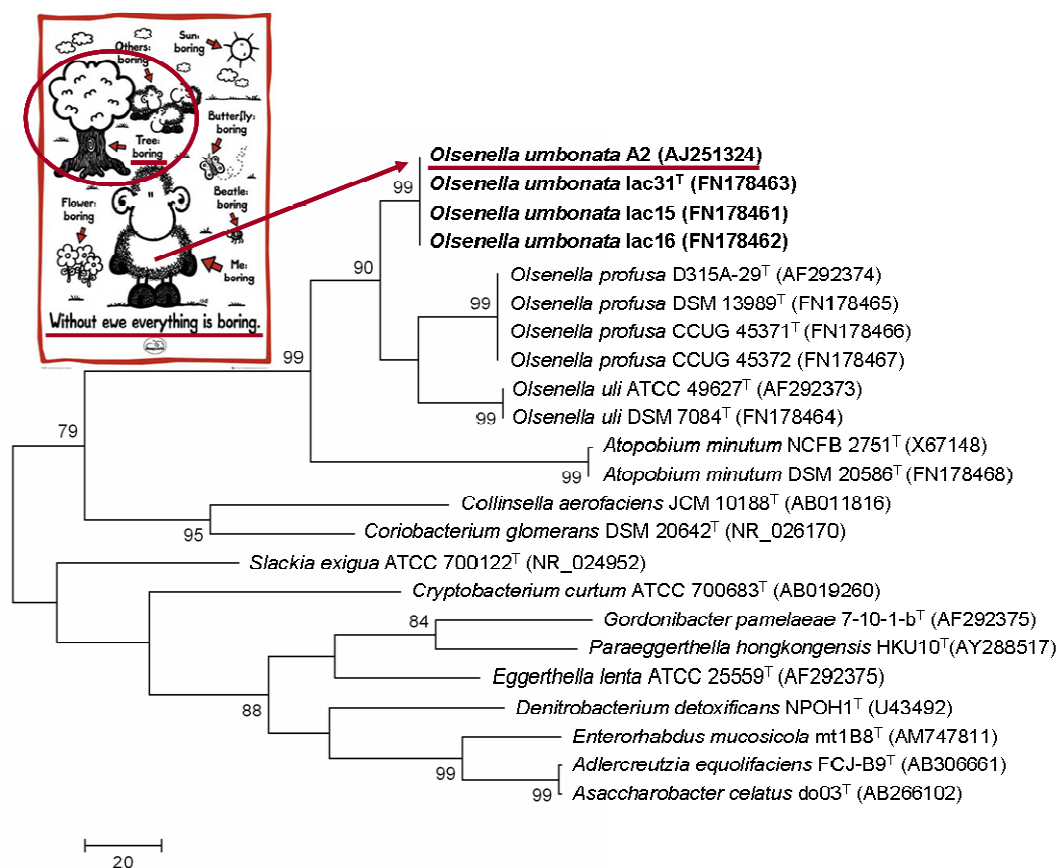 Others:
boring
Sun:
boring
Butterfly:
boring
Tree:
boring
Beatle:
boring
Flower:
boring
Me:
boring
Without ewe everything is boring.
Olsenella umbonata A2 (AJ251324)
99
Olsenella umbonata lac31ᵀ (FN178463)
Olsenella umbonata lac15 (FN178461)
Olsenella umbonata lac16 (FN178462)
90
Olsenella profusa D315A-29ᵀ (AF292374)
99
Olsenella profusa DSM 13989ᵀ (FN178465)
Olsenella profusa CCUG 45371ᵀ (FN178466)
99
Olsenella profusa CCUG 45372 (FN178467)
Olsenella uli ATCC 49627ᵀ (AF292373)
99
Olsenella uli DSM 7084ᵀ (FN178464)
79
Atopobium minutum NCFB 2751ᵀ (X67148)
99
Atopobium minutum DSM 20586ᵀ (FN178468)
Collinsella aerofaciens JCM 10188ᵀ (AB011816)
95
Coriobacterium glomerans DSM 20642ᵀ (NR_026170)
Slackia exigua ATCC 700122ᵀ (NR_024952)
Cryptobacterium curtum ATCC 700683ᵀ (AB019260)
84
Gordonibacter pamelaeae 7-10-1-bᵀ (AF292375)
Paraeggerthella hongkongensis HKU10ᵀ(AY288517)
Eggerthella lenta ATCC 25559ᵀ (AF292375)
88
Denitrobacterium detoxificans NPOH1ᵀ (U43492)
Enterorhabdus mucosicola mt1B8ᵀ (AM747811)
99
Adlercreutzia equolifaciens FCJ-B9ᵀ (AB306661)
99
Asaccharobacter celatus do03ᵀ (AB266102)
20